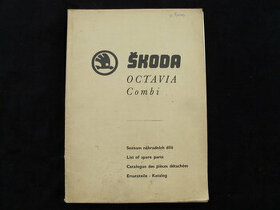 ŠKODA
OCTAVIA
Combi
Seznam náhradních dílů
List of spare parts
Catalogue des pièces détachées
Ersatzteile - Katalog